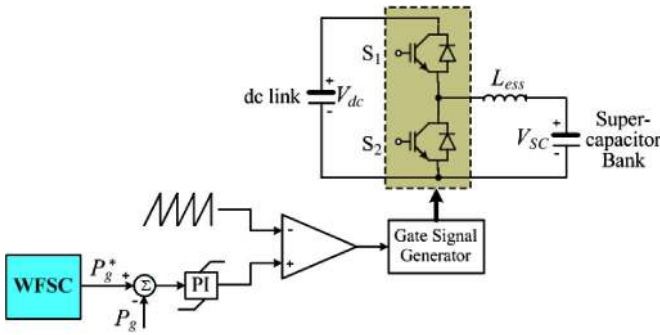 S1
dc link
+
Vdc
-
S2
Less
+
VSC
-
Super-
capacitor
Bank
-
+
Gate Signal
Generator
WFSC
Pg*
+
Σ
-
Pg
PI